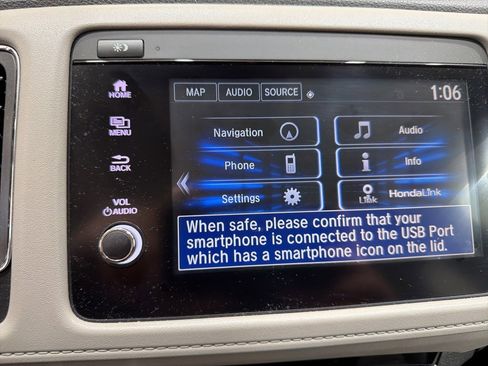 HOME
MENU
BACK
VOL
AUDIO
MAP AUDIO SOURCE 1:06
Navigation Audio
Phone Info
Settings Link HondaLink
When safe, please confirm that your
smartphone is connected to the USB Port
which has a smartphone icon on the lid.